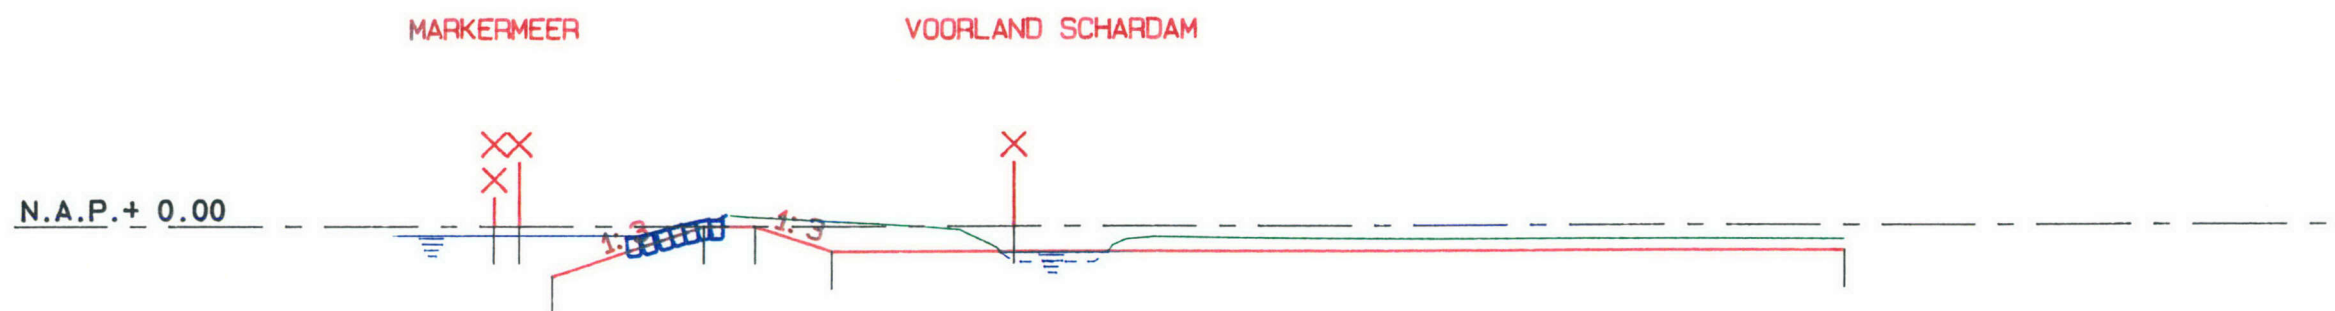 MARKERMEER VOORLAND SCHARDAM
N.A.P.+ 0.00
1:3 1:3